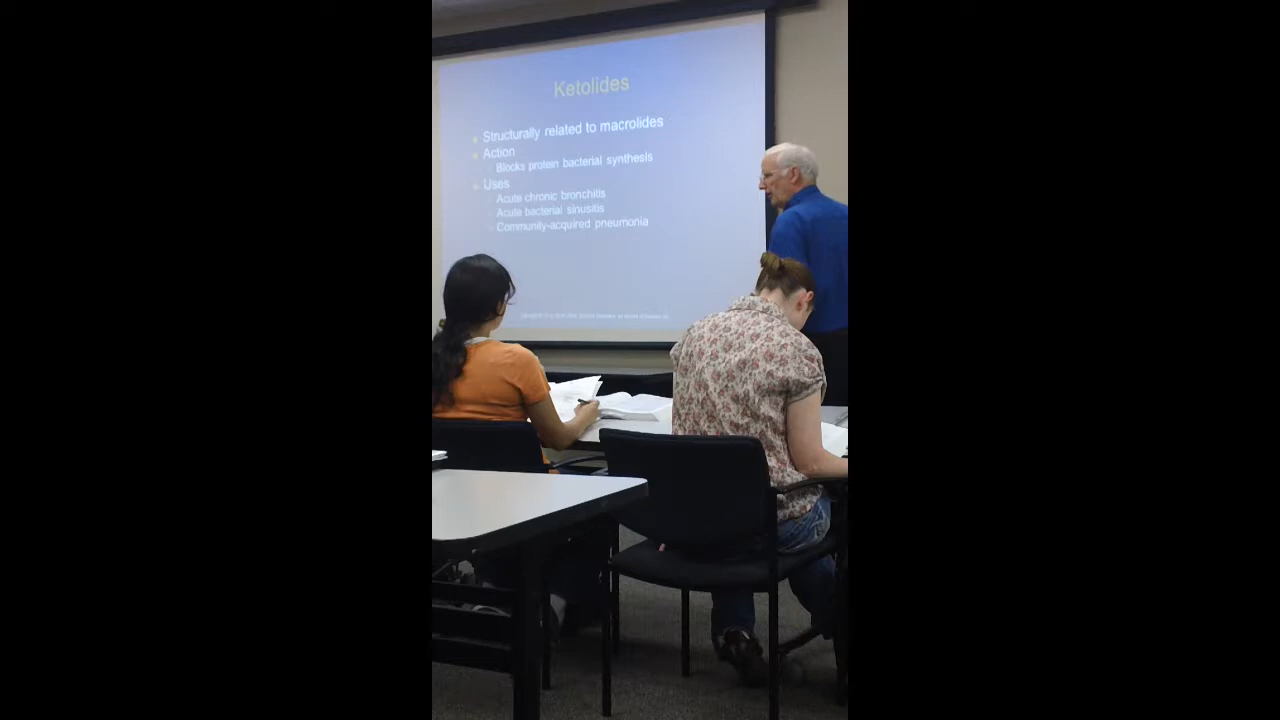 Ketolides
Structurally related to macrolides
Action
Blocks protein bacterial synthesis
Uses
Acute chronic bronchitis
Acute bacterial sinusitis
Community-acquired pneumonia